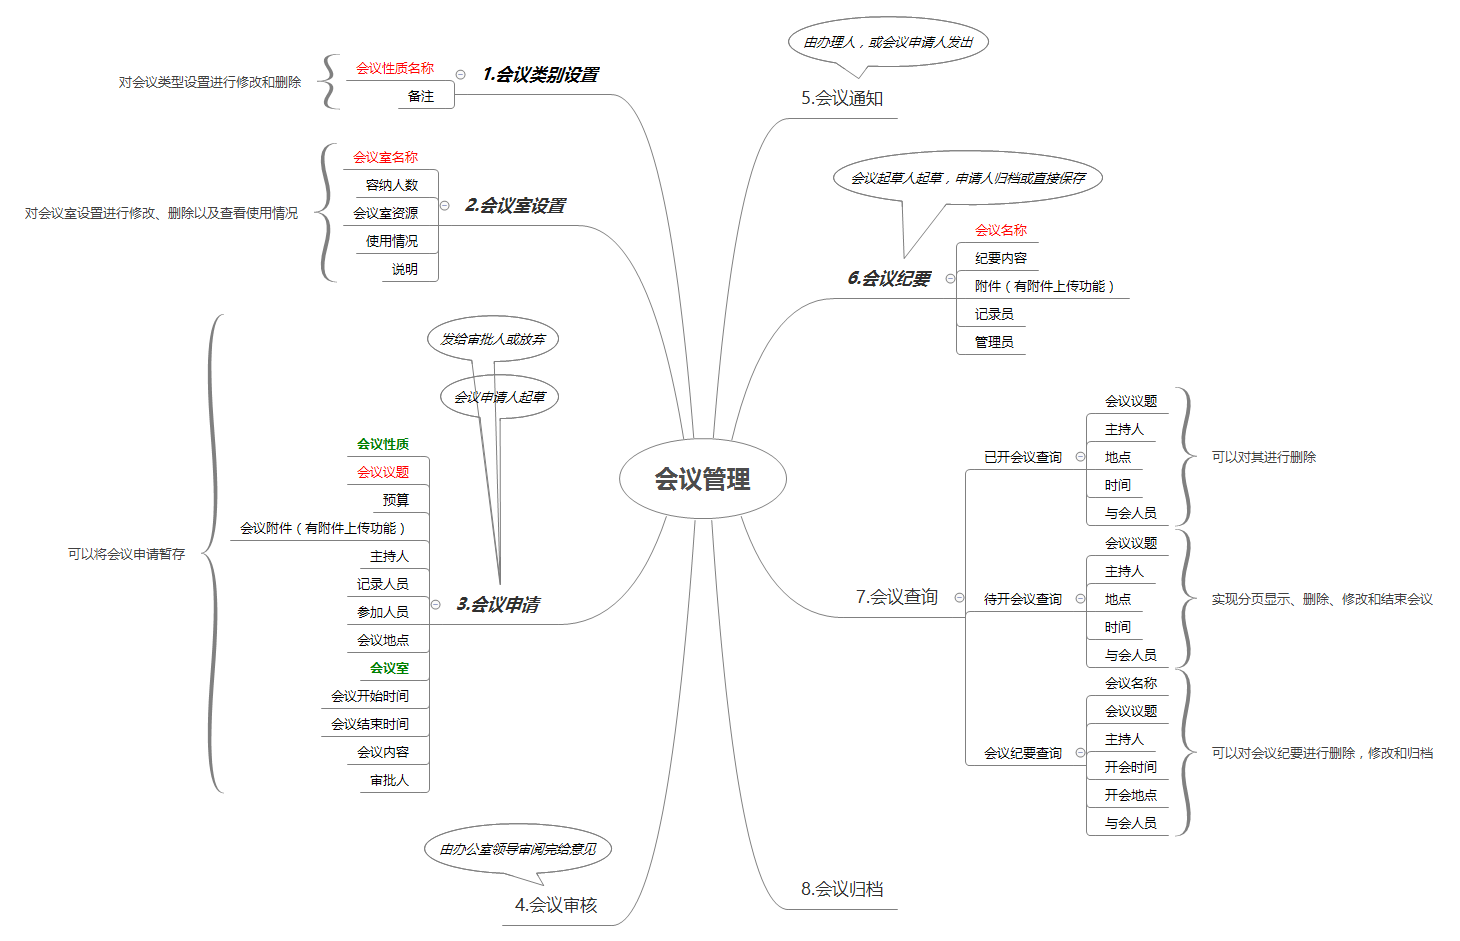 会议管理
1.会议类别设置
会议性质名称
备注
对会议类型设置进行修改和删除
2.会议室设置
会议室名称
容纳人数
会议室资源
使用情况
说明
对会议室设置进行修改、删除以及查看使用情况
发给审批人或放弃
会议申请人起草
3.会议申请
会议性质
会议议题
预算
会议附件（有附件上传功能）
主持人
记录人员
参加人员
会议地点
会议室
会议开始时间
会议结束时间
会议内容
审批人
可以将会议申请暂存
由办公室领导审阅完给意见
4.会议审核
由办理人，或会议申请人发出
5.会议通知
会议起草人起草，申请人归档或直接保存
6.会议纪要
会议名称
纪要内容
附件（有附件上传功能）
记录员
管理员
7.会议查询
已开会议查询
会议议题
主持人
地点
时间
与会人员
可以对其进行删除
待开会议查询
会议议题
主持人
地点
时间
与会人员
实现分页显示、删除、修改和结束会议
会议纪要查询
会议名称
会议议题
主持人
开会时间
开会地点
与会人员
可以对会议纪要进行删除，修改和归档
8.会议归档